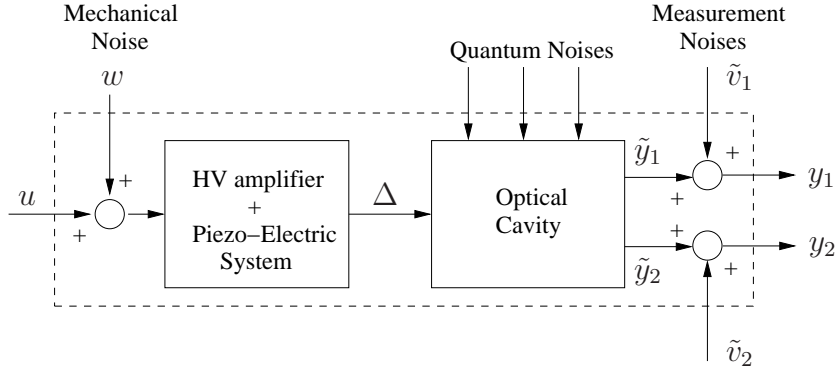 Mechanical
Noise
w
Quantum Noises
Measurement
Noises
ṽ₁
u
+
+
HV amplifier
+
Piezo−Electric
System
Δ
Optical
Cavity
ỹ₁
+
+
y₁
ỹ₂
+
+
y₂
ṽ₂